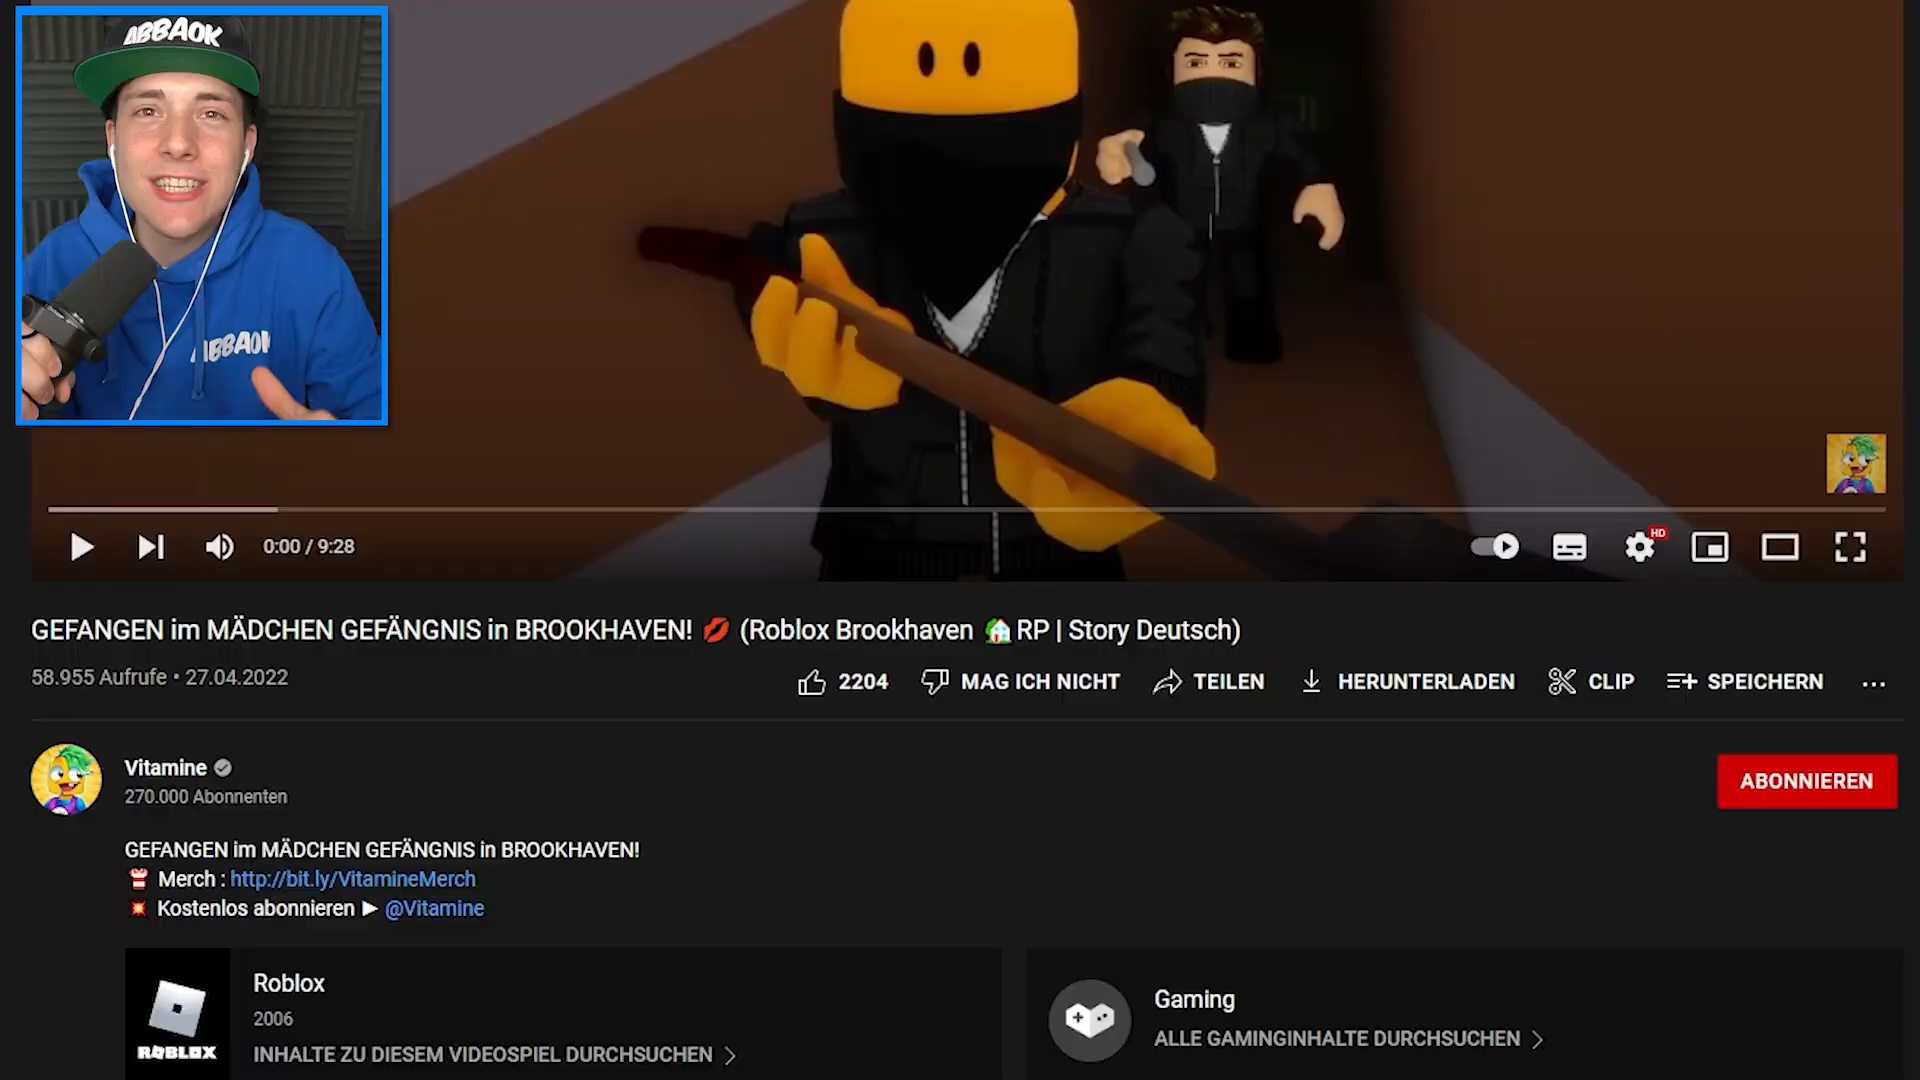 ABBAOK
ABBAOK
0:00 / 9:28
HD
GEFANGEN im MÄDCHEN GEFÄNGNIS in BROOKHAVEN! 💋 (Roblox Brookhaven 🏡 RP | Story Deutsch)
58.955 Aufrufe • 27.04.2022
2204
MAG ICH NICHT
TEILEN
HERUNTERLADEN
CLIP
SPEICHERN
...
Vitamine
270.000 Abonnenten
ABONNIEREN
GEFANGEN im MÄDCHEN GEFÄNGNIS in BROOKHAVEN!
Merch : http://bit.ly/VitamineMerch
💥 Kostenlos abonnieren ► @Vitamine
ROBLOX
Roblox
2006
INHALTE ZU DIESEM VIDEOSPIEL DURCHSUCHEN
Gaming
ALLE GAMINGINHALTE DURCHSUCHEN